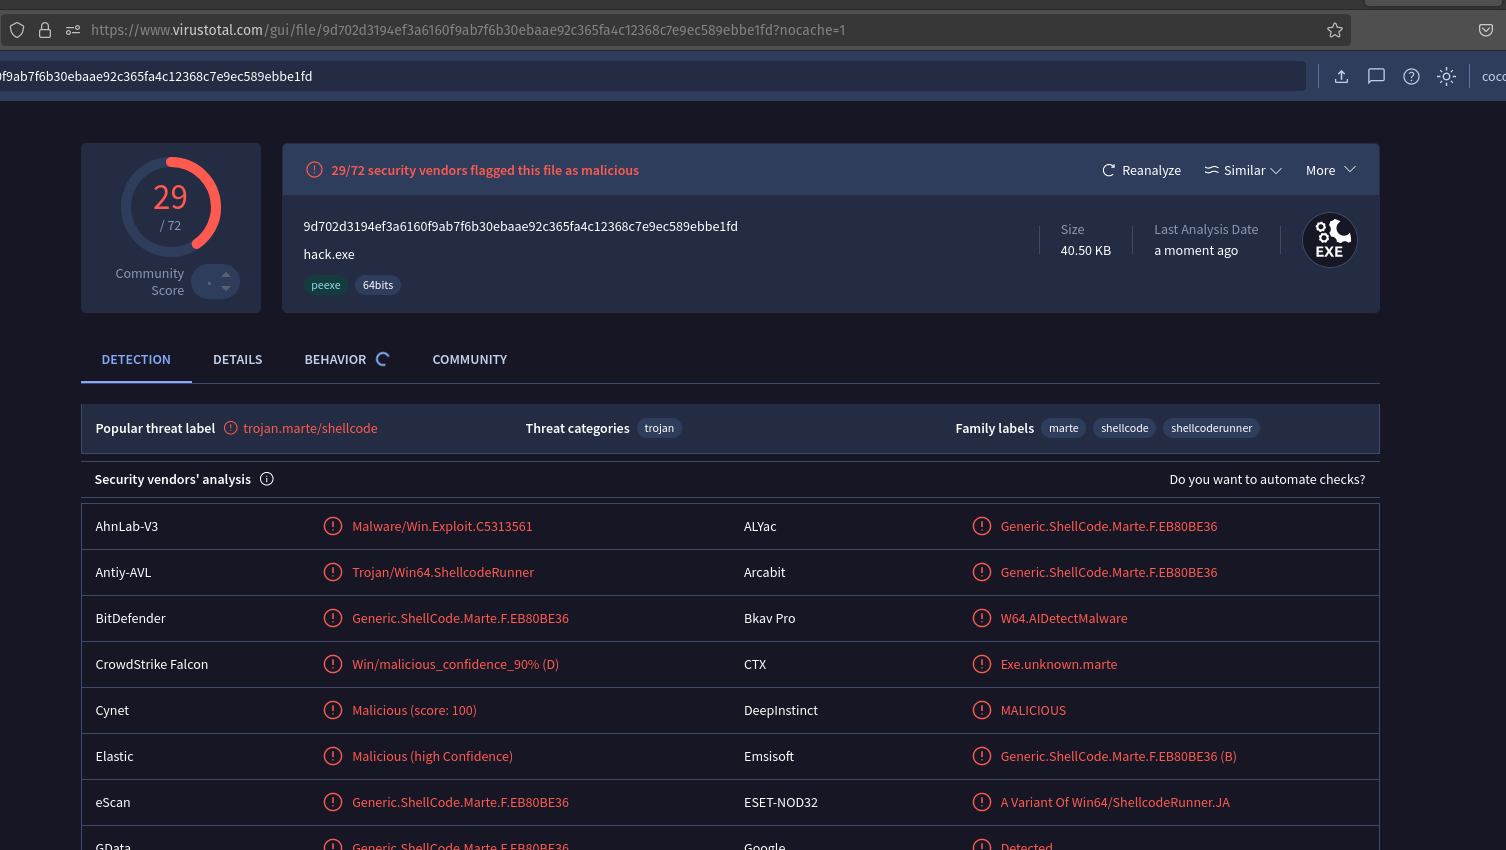 https://www.virustotal.com/gui/file/9d702d3194ef3a6160f9ab7f6b30ebaae92c365fa4c12368c7e9ec589ebbe1fd?nocache=1
0f9ab7f6b30ebaae92c365fa4c12368c7e9ec589ebbe1fd
coco
29
/ 72
Community
Score
29/72 security vendors flagged this file as malicious
Reanalyze
Similar
More
9d702d3194ef3a6160f9ab7f6b30ebaae92c365fa4c12368c7e9ec589ebbe1fd
hack.exe
peexe 64bits
Size
40.50 KB
Last Analysis Date
a moment ago
EXE
DETECTION DETAILS BEHAVIOR COMMUNITY
Popular threat label trojan.marte/shellcode Threat categories trojan Family labels marte shellcode shellcoderunner
Security vendors' analysis Do you want to automate checks?
AhnLab-V3 Malware/Win.Exploit.C5313561 ALYac Generic.ShellCode.Marte.F.EB80BE36
Antiy-AVL Trojan/Win64.ShellcodeRunner Arcabit Generic.ShellCode.Marte.F.EB80BE36
BitDefender Generic.ShellCode.Marte.F.EB80BE36 Bkav Pro W64.AIDetectMalware
CrowdStrike Falcon Win/malicious_confidence_90% (D) CTX Exe.unknown.marte
Cynet Malicious (score: 100) DeepInstinct MALICIOUS
Elastic Malicious (high Confidence) Emsisoft Generic.ShellCode.Marte.F.EB80BE36 (B)
eScan Generic.ShellCode.Marte.F.EB80BE36 ESET-NOD32 A Variant Of Win64/ShellcodeRunner.JA
GData Generic.ShellCode.Marte.F.EB80BE36 Google Detected